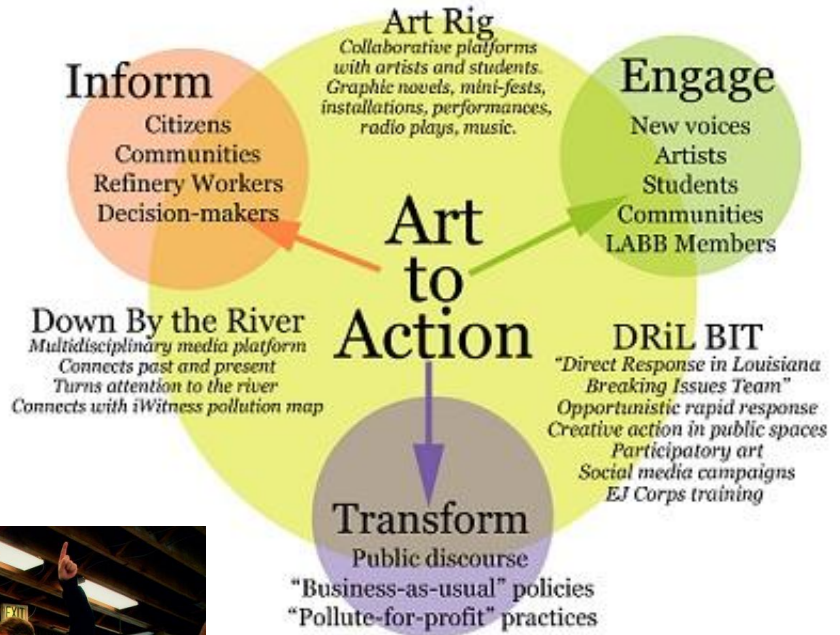 Art Rig
Collaborative platforms
with artists and students.
Graphic novels, mini-fests,
installations, performances,
radio plays, music.
Inform
Citizens
Communities
Refinery Workers
Decision-makers
Engage
New voices
Artists
Students
Communities
LABB Members
Art
to
Action
Down By the River
Multidisciplinary media platform
Connects past and present
Turns attention to the river
Connects with iWitness pollution map
DRiL BIT
"Direct Response in Louisiana
Breaking Issues Team"
Opportunistic rapid response
Creative action in public spaces
Participatory art
Social media campaigns
EJ Corps training
Transform
Public discourse
"Business-as-usual" policies
"Pollute-for-profit" practices
EXIT